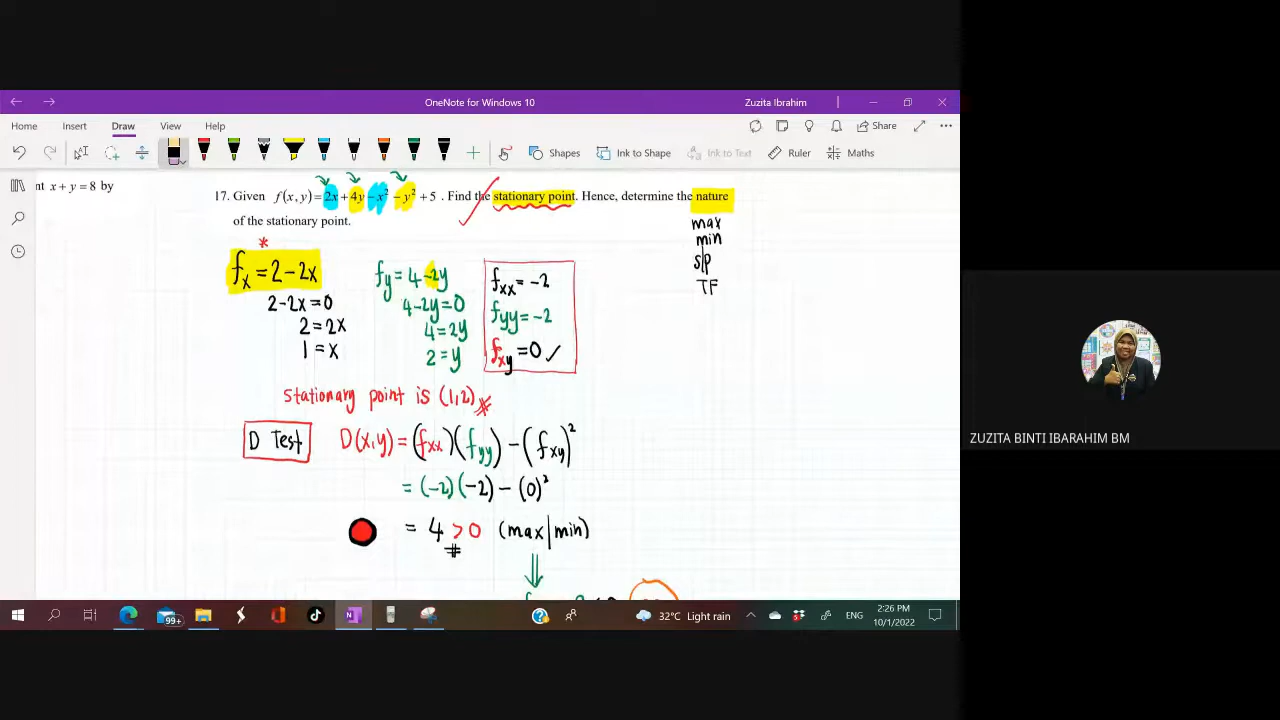 OneNote for Windows 10
Zuzita Ibrahim
Home Insert Draw View Help
Share
Shapes
Ink to Shape
Ink to Text
Ruler
Maths
nt x + y = 8 by
17. Given f(x, y) = 2x + 4y − x² − y² + 5 . Find the stationary point. Hence, determine the nature
of the stationary point.
max
min
S/P
TF
*
fx = 2 − 2x
2 − 2x = 0
2 = 2x
1 = x
fy = 4 − 2y
4 − 2y = 0
4 = 2y
2 = y
fxx = −2
fyy = −2
fxy = 0 ✓
stationary point is (1,2)
D Test
D(x,y) = (fxx)(fyy) − (fxy)²
= (−2)(−2) − (0)²
= 4 > 0 (max|min)
ZUZITA BINTI IBARAHIM BM
99+
32°C Light rain
5
ENG
2:26 PM
10/1/2022